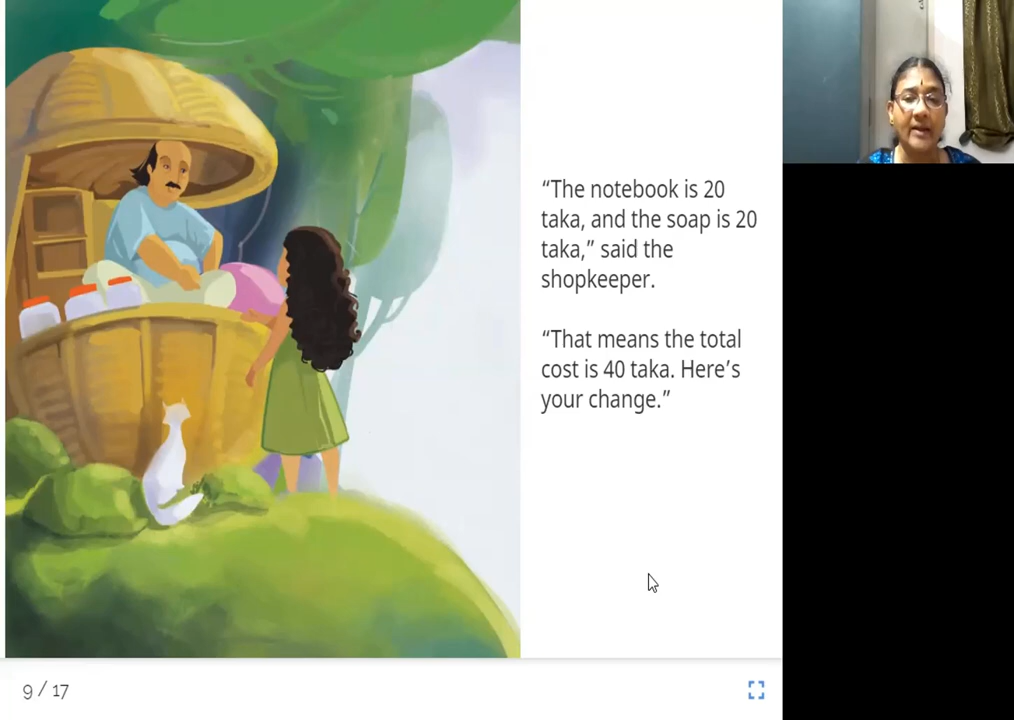 “The notebook is 20
taka, and the soap is 20
taka,” said the
shopkeeper.
“That means the total
cost is 40 taka. Here’s
your change.”
9 / 17